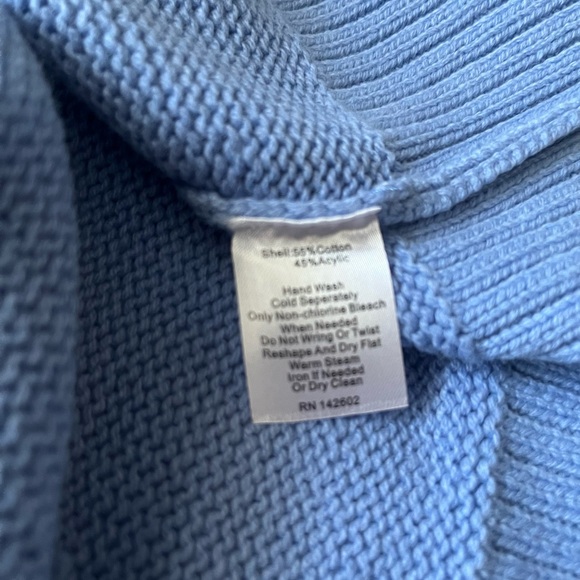 Shell:55%Cotton
45%Acrylic
Hand Wash
Cold Seperately
Only Non-chlorine Bleach
When Needed
Do Not Wring Or Twist
Reshape And Dry Flat
Warm Steam
Iron If Needed
Or Dry Clean
RN 142602